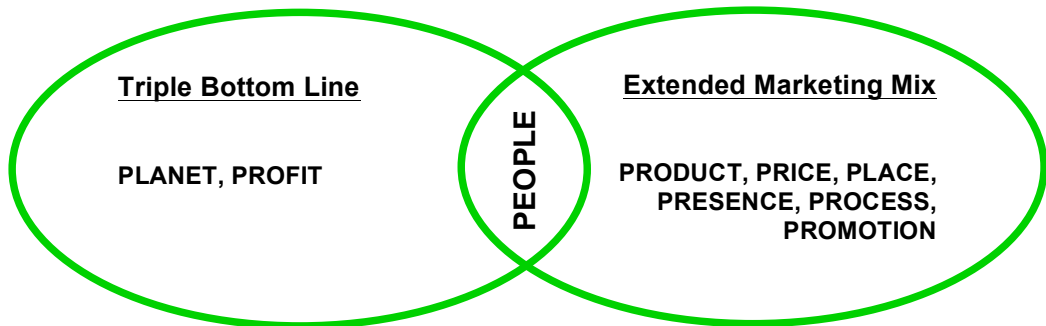 Triple Bottom Line
PLANET, PROFIT
PEOPLE
Extended Marketing Mix
PRODUCT, PRICE, PLACE,
PRESENCE, PROCESS,
PROMOTION